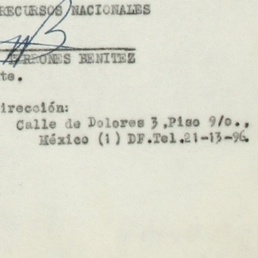 RECURSOS NACIONALES
BENITEZ
te.
irección:
Calle de Dolores 3,Piso 9/o.,
México (1) DF.Tel.21-13-96.